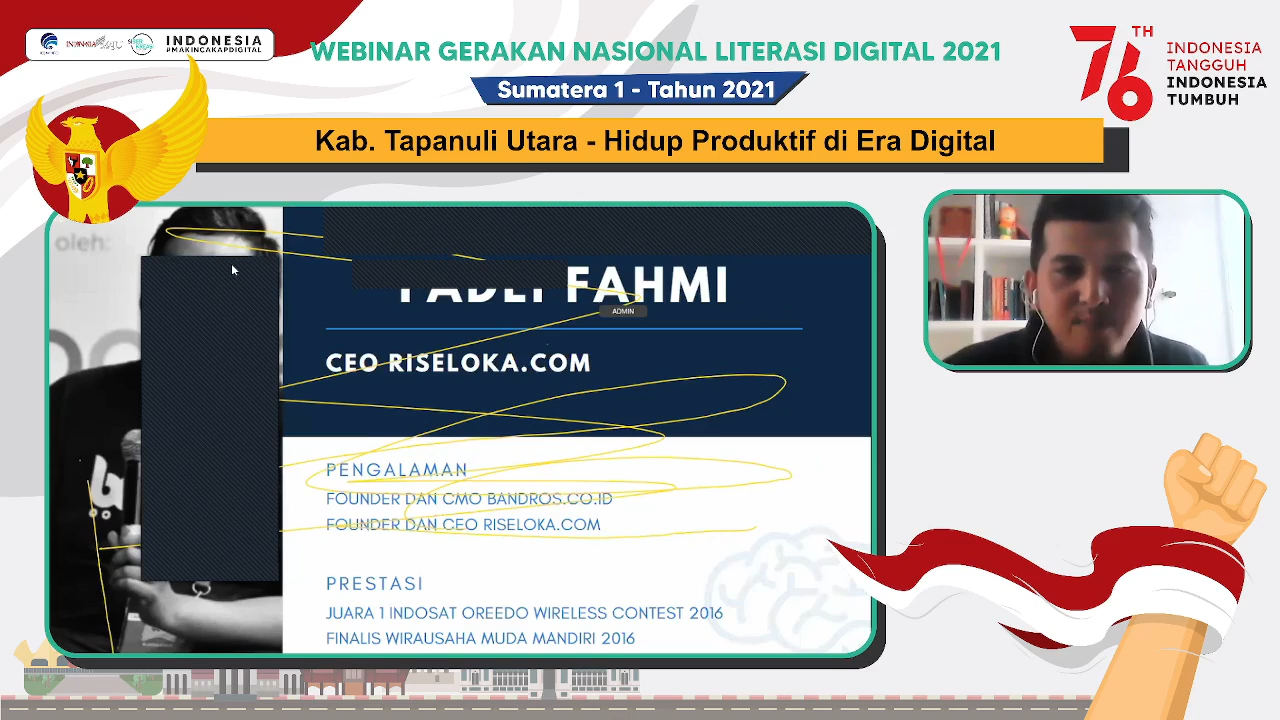 INDONESIA
#MAKINCAKAPDIGITAL
WEBINAR GERAKAN NASIONAL LITERASI DIGITAL 2021
Sumatera 1 - Tahun 2021
76TH
INDONESIA
TANGGUH
INDONESIA
TUMBUH
Kab. Tapanuli Utara - Hidup Produktif di Era Digital
oleh:
FAHMI
ADMIN
CEO RISELOKA.COM
PENGALAMAN
FOUNDER DAN CMO BANDROS.CO.ID
FOUNDER DAN CEO RISELOKA.COM
PRESTASI
JUARA 1 INDOSAT OREEDO WIRELESS CONTEST 2016
FINALIS WIRAUSAHA MUDA MANDIRI 2016